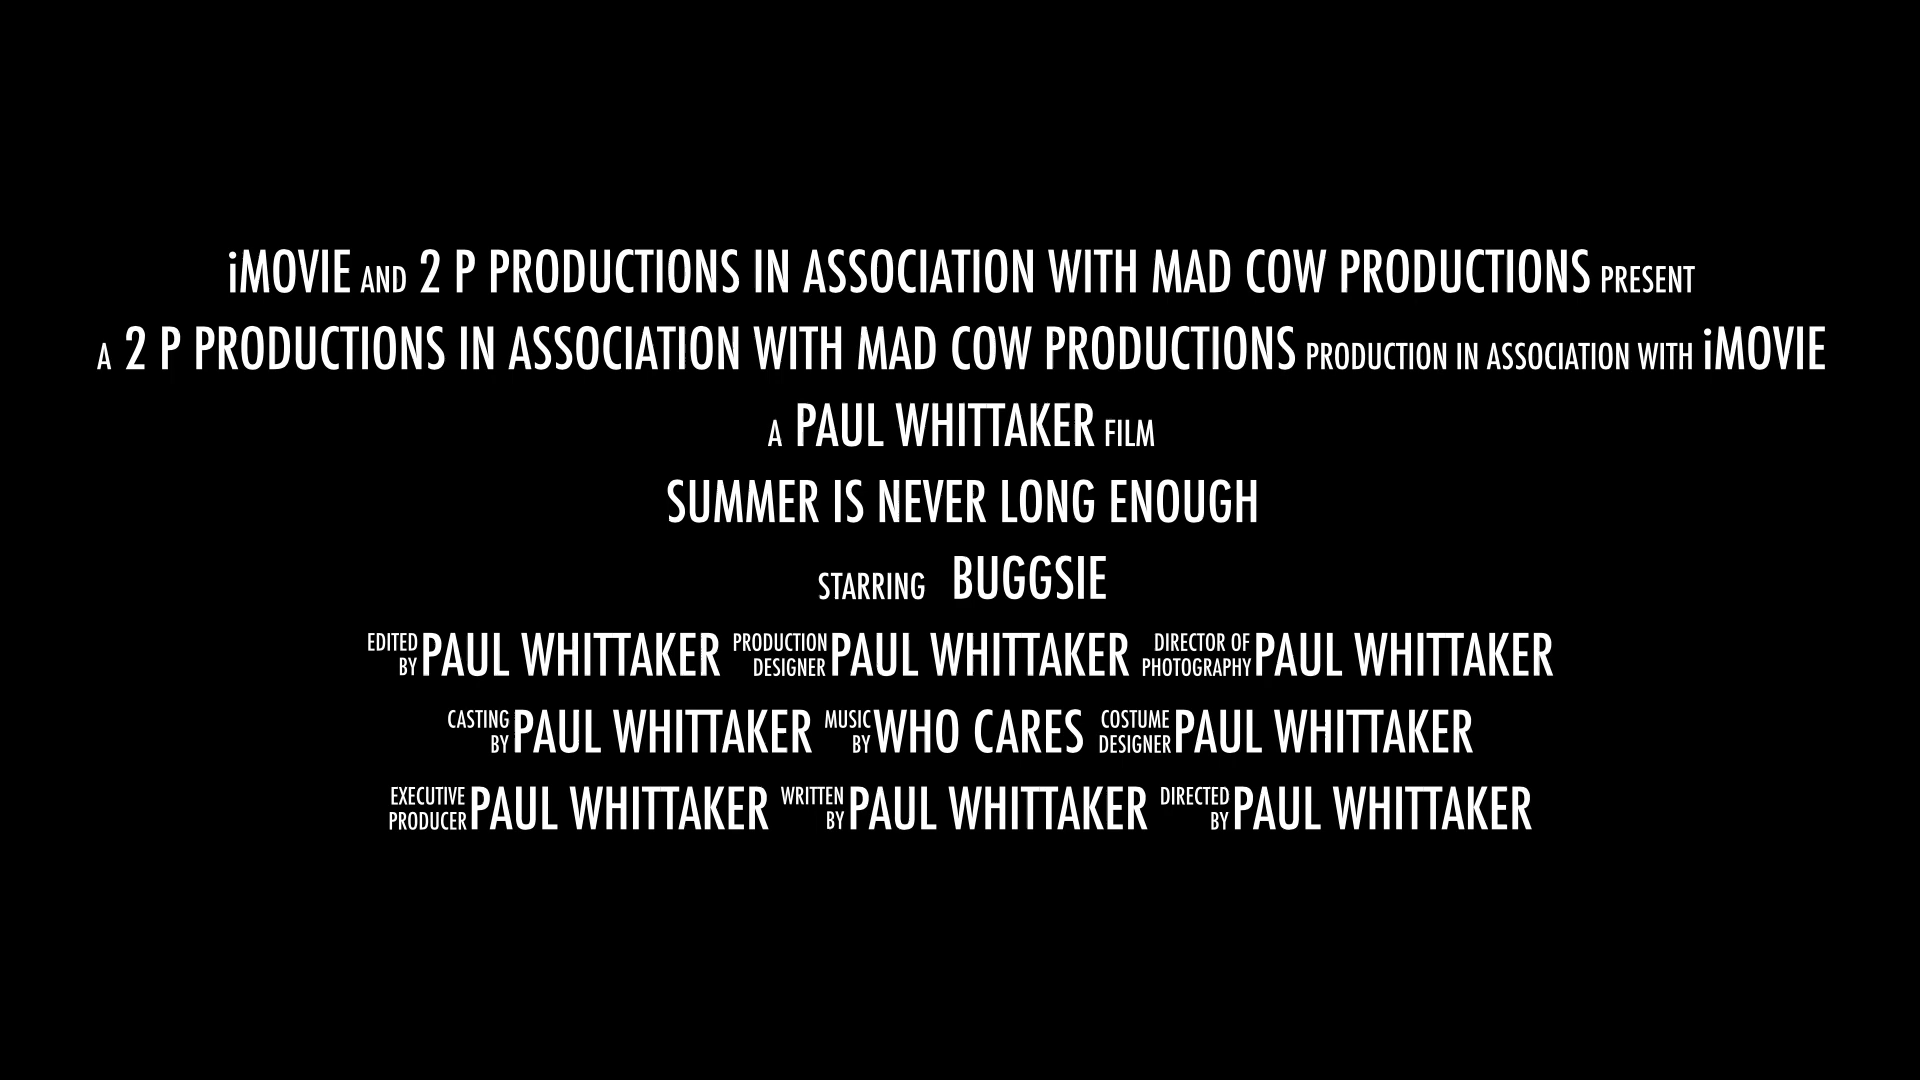 iMOVIE AND 2 P PRODUCTIONS IN ASSOCIATION WITH MAD COW PRODUCTIONS PRESENT
A 2 P PRODUCTIONS IN ASSOCIATION WITH MAD COW PRODUCTIONS PRODUCTION IN ASSOCIATION WITH iMOVIE
A PAUL WHITTAKER FILM
SUMMER IS NEVER LONG ENOUGH
STARRING BUGGSIE
EDITED BY PAUL WHITTAKER PRODUCTION DESIGNER PAUL WHITTAKER DIRECTOR OF PHOTOGRAPHY PAUL WHITTAKER
CASTING BY PAUL WHITTAKER MUSIC BY WHO CARES COSTUME DESIGNER PAUL WHITTAKER
EXECUTIVE PRODUCER PAUL WHITTAKER WRITTEN BY PAUL WHITTAKER DIRECTED BY PAUL WHITTAKER